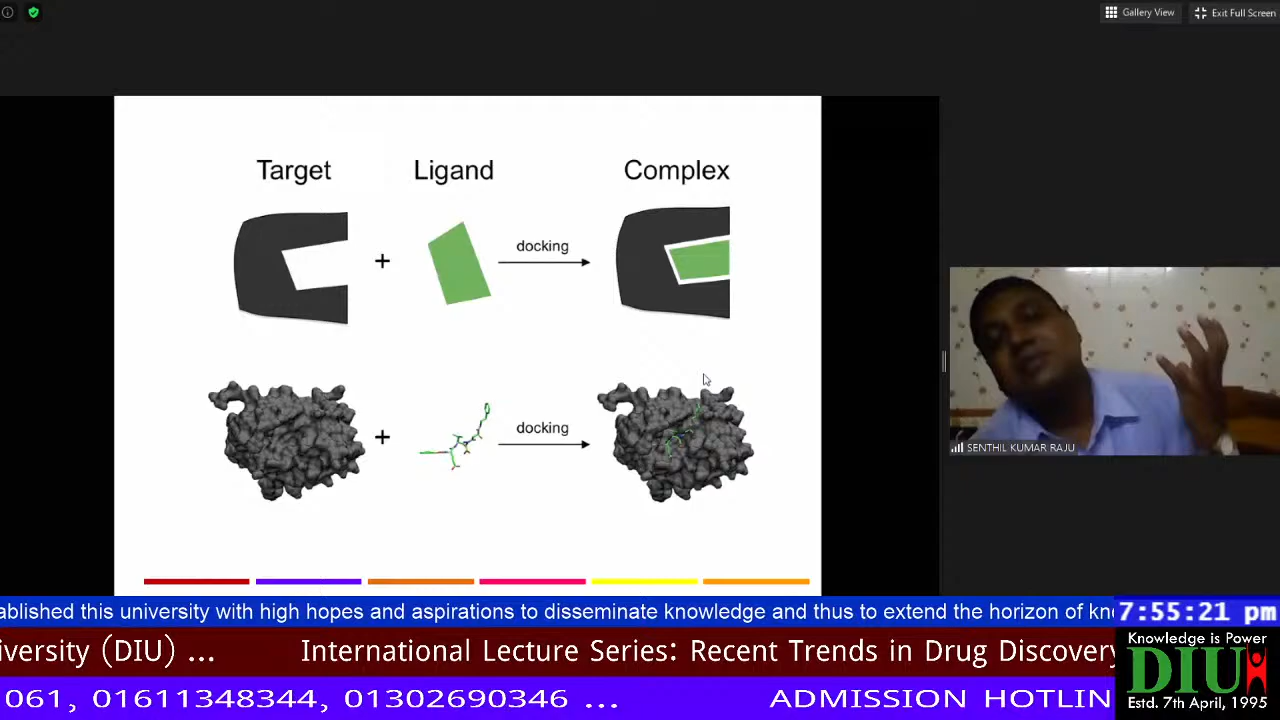 Gallery View
Exit Full Screen
Target
Ligand
Complex
+
docking
+
docking
SENTHIL KUMAR RAJU
ablished this university with high hopes and aspirations to disseminate knowledge and thus to extend the horizon of kn
7:55:21 pm
iversity (DIU) ...
International Lecture Series: Recent Trends in Drug Discovery
061, 01611348344, 01302690346 ...
ADMISSION HOTLIN
Knowledge is Power
DIU
Estd. 7th April, 1995